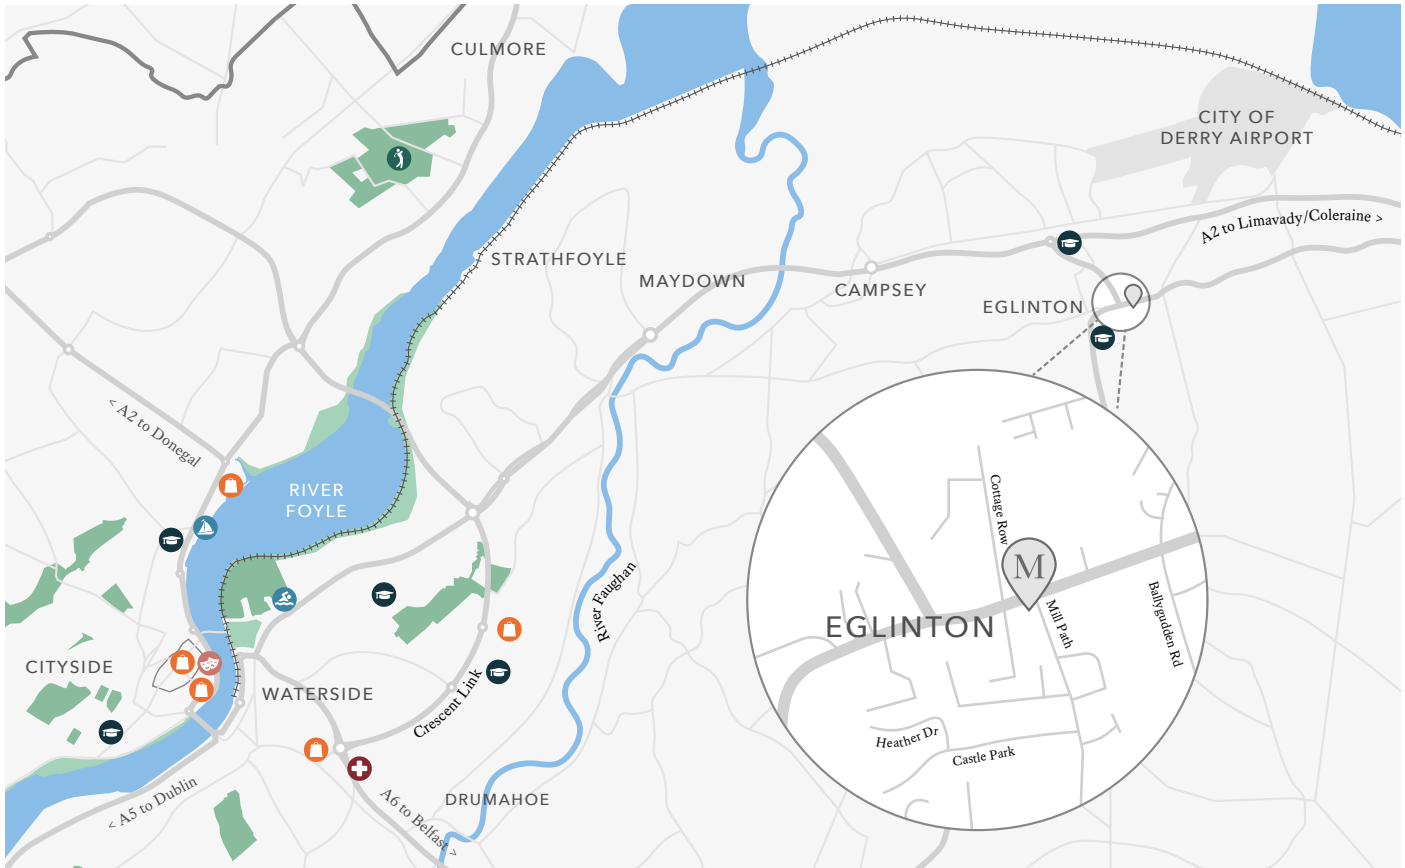 CULMORE
CITY OF
DERRY AIRPORT
A2 to Limavady/Coleraine >
STRATHFOYLE
MAYDOWN
CAMPSEY
EGLINTON
< A2 to Donegal
RIVER
FOYLE
River Faughan
Cottage Row
M
Mill Path
Ballygudden Rd
EGLINTON
Heather Dr
Castle Park
CITYSIDE
WATERSIDE
Crescent Link
< A5 to Dublin
A6 to Belfast >
DRUMAHOE